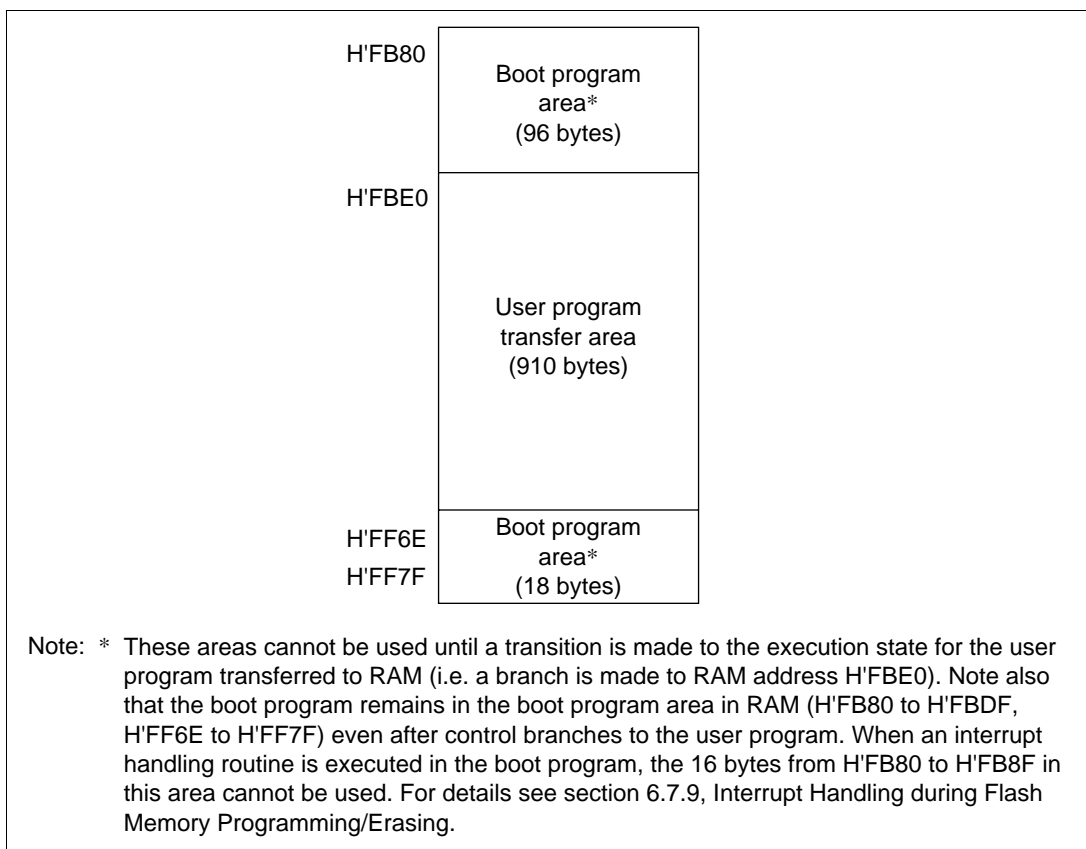 H'FB80
Boot program
area*
(96 bytes)
H'FBE0
User program
transfer area
(910 bytes)
H'FF6E
H'FF7F
Boot program
area*
(18 bytes)
Note: * These areas cannot be used until a transition is made to the execution state for the user
program transferred to RAM (i.e. a branch is made to RAM address H'FBE0). Note also
that the boot program remains in the boot program area in RAM (H'FB80 to H'FBDF,
H'FF6E to H'FF7F) even after control branches to the user program. When an interrupt
handling routine is executed in the boot program, the 16 bytes from H'FB80 to H'FB8F in
this area cannot be used. For details see section 6.7.9, Interrupt Handling during Flash
Memory Programming/Erasing.